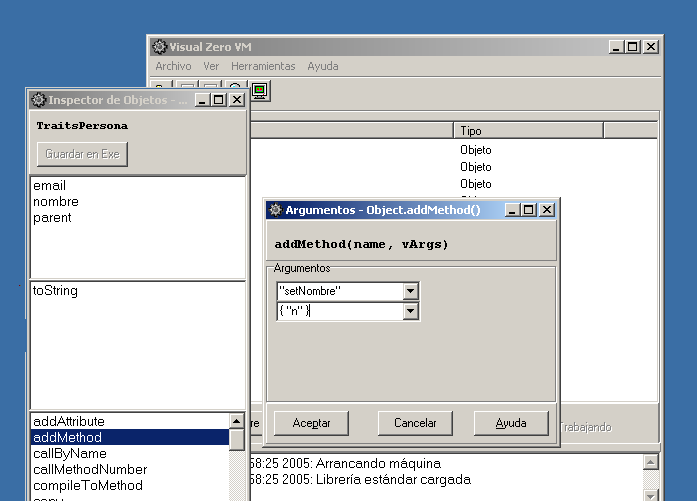 Visual Zero VM
Archivo Ver Herramientas Ayuda
Inspector de Objetos - ...
TraitsPersona
Guardar en Exe
email
nombre
parent
toString
addAttribute
addMethod
callByName
callMethodNumber
compileToMethod
Tipo
Objeto
Objeto
Objeto
Argumentos - Object.addMethod()
addMethod(name, vArgs)
Argumentos
"setNombre"
{ "n" }
Aceptar Cancelar Ayuda
re
Trabajando
58:25 2005: Arrancando máquina
58:25 2005: Librería estándar cargada